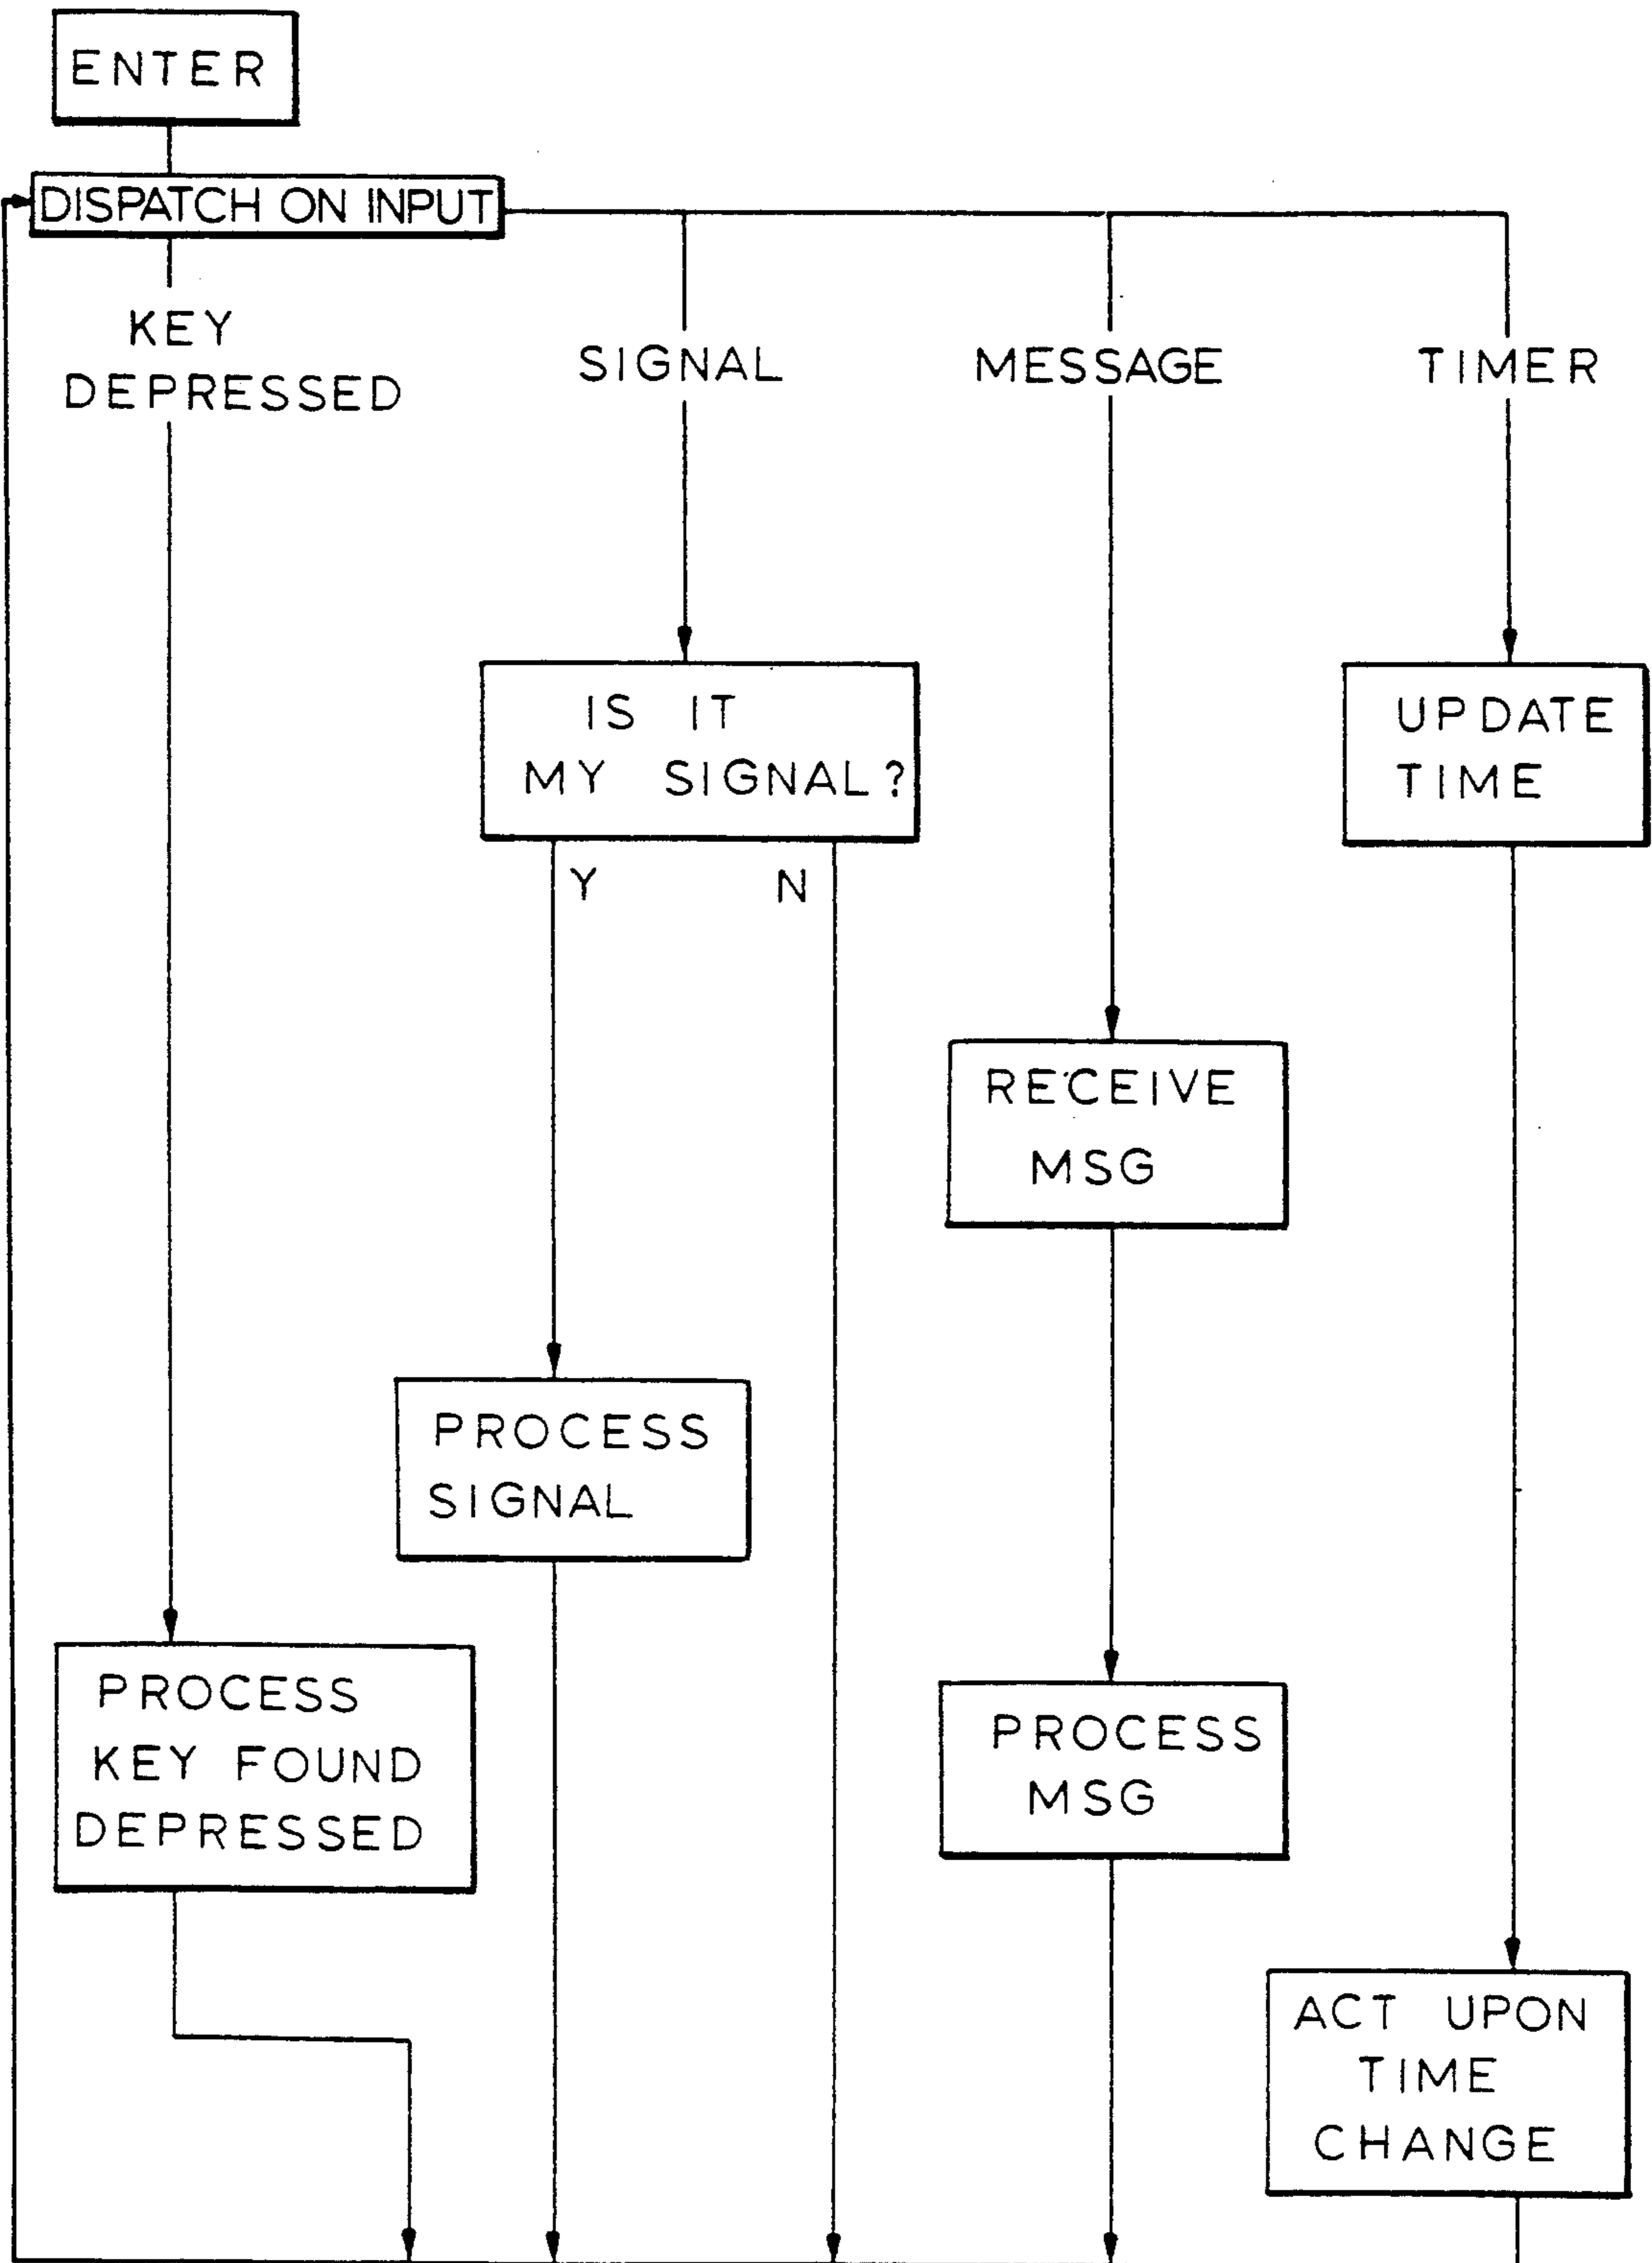 ENTER
DISPATCH ON INPUT
KEY
DEPRESSED
SIGNAL
MESSAGE
TIMER
IS IT
MY SIGNAL?
UPDATE
TIME
Y
N
RECEIVE
MSG
PROCESS
SIGNAL
PROCESS
KEY FOUND
DEPRESSED
PROCESS
MSG
ACT UPON
TIME
CHANGE